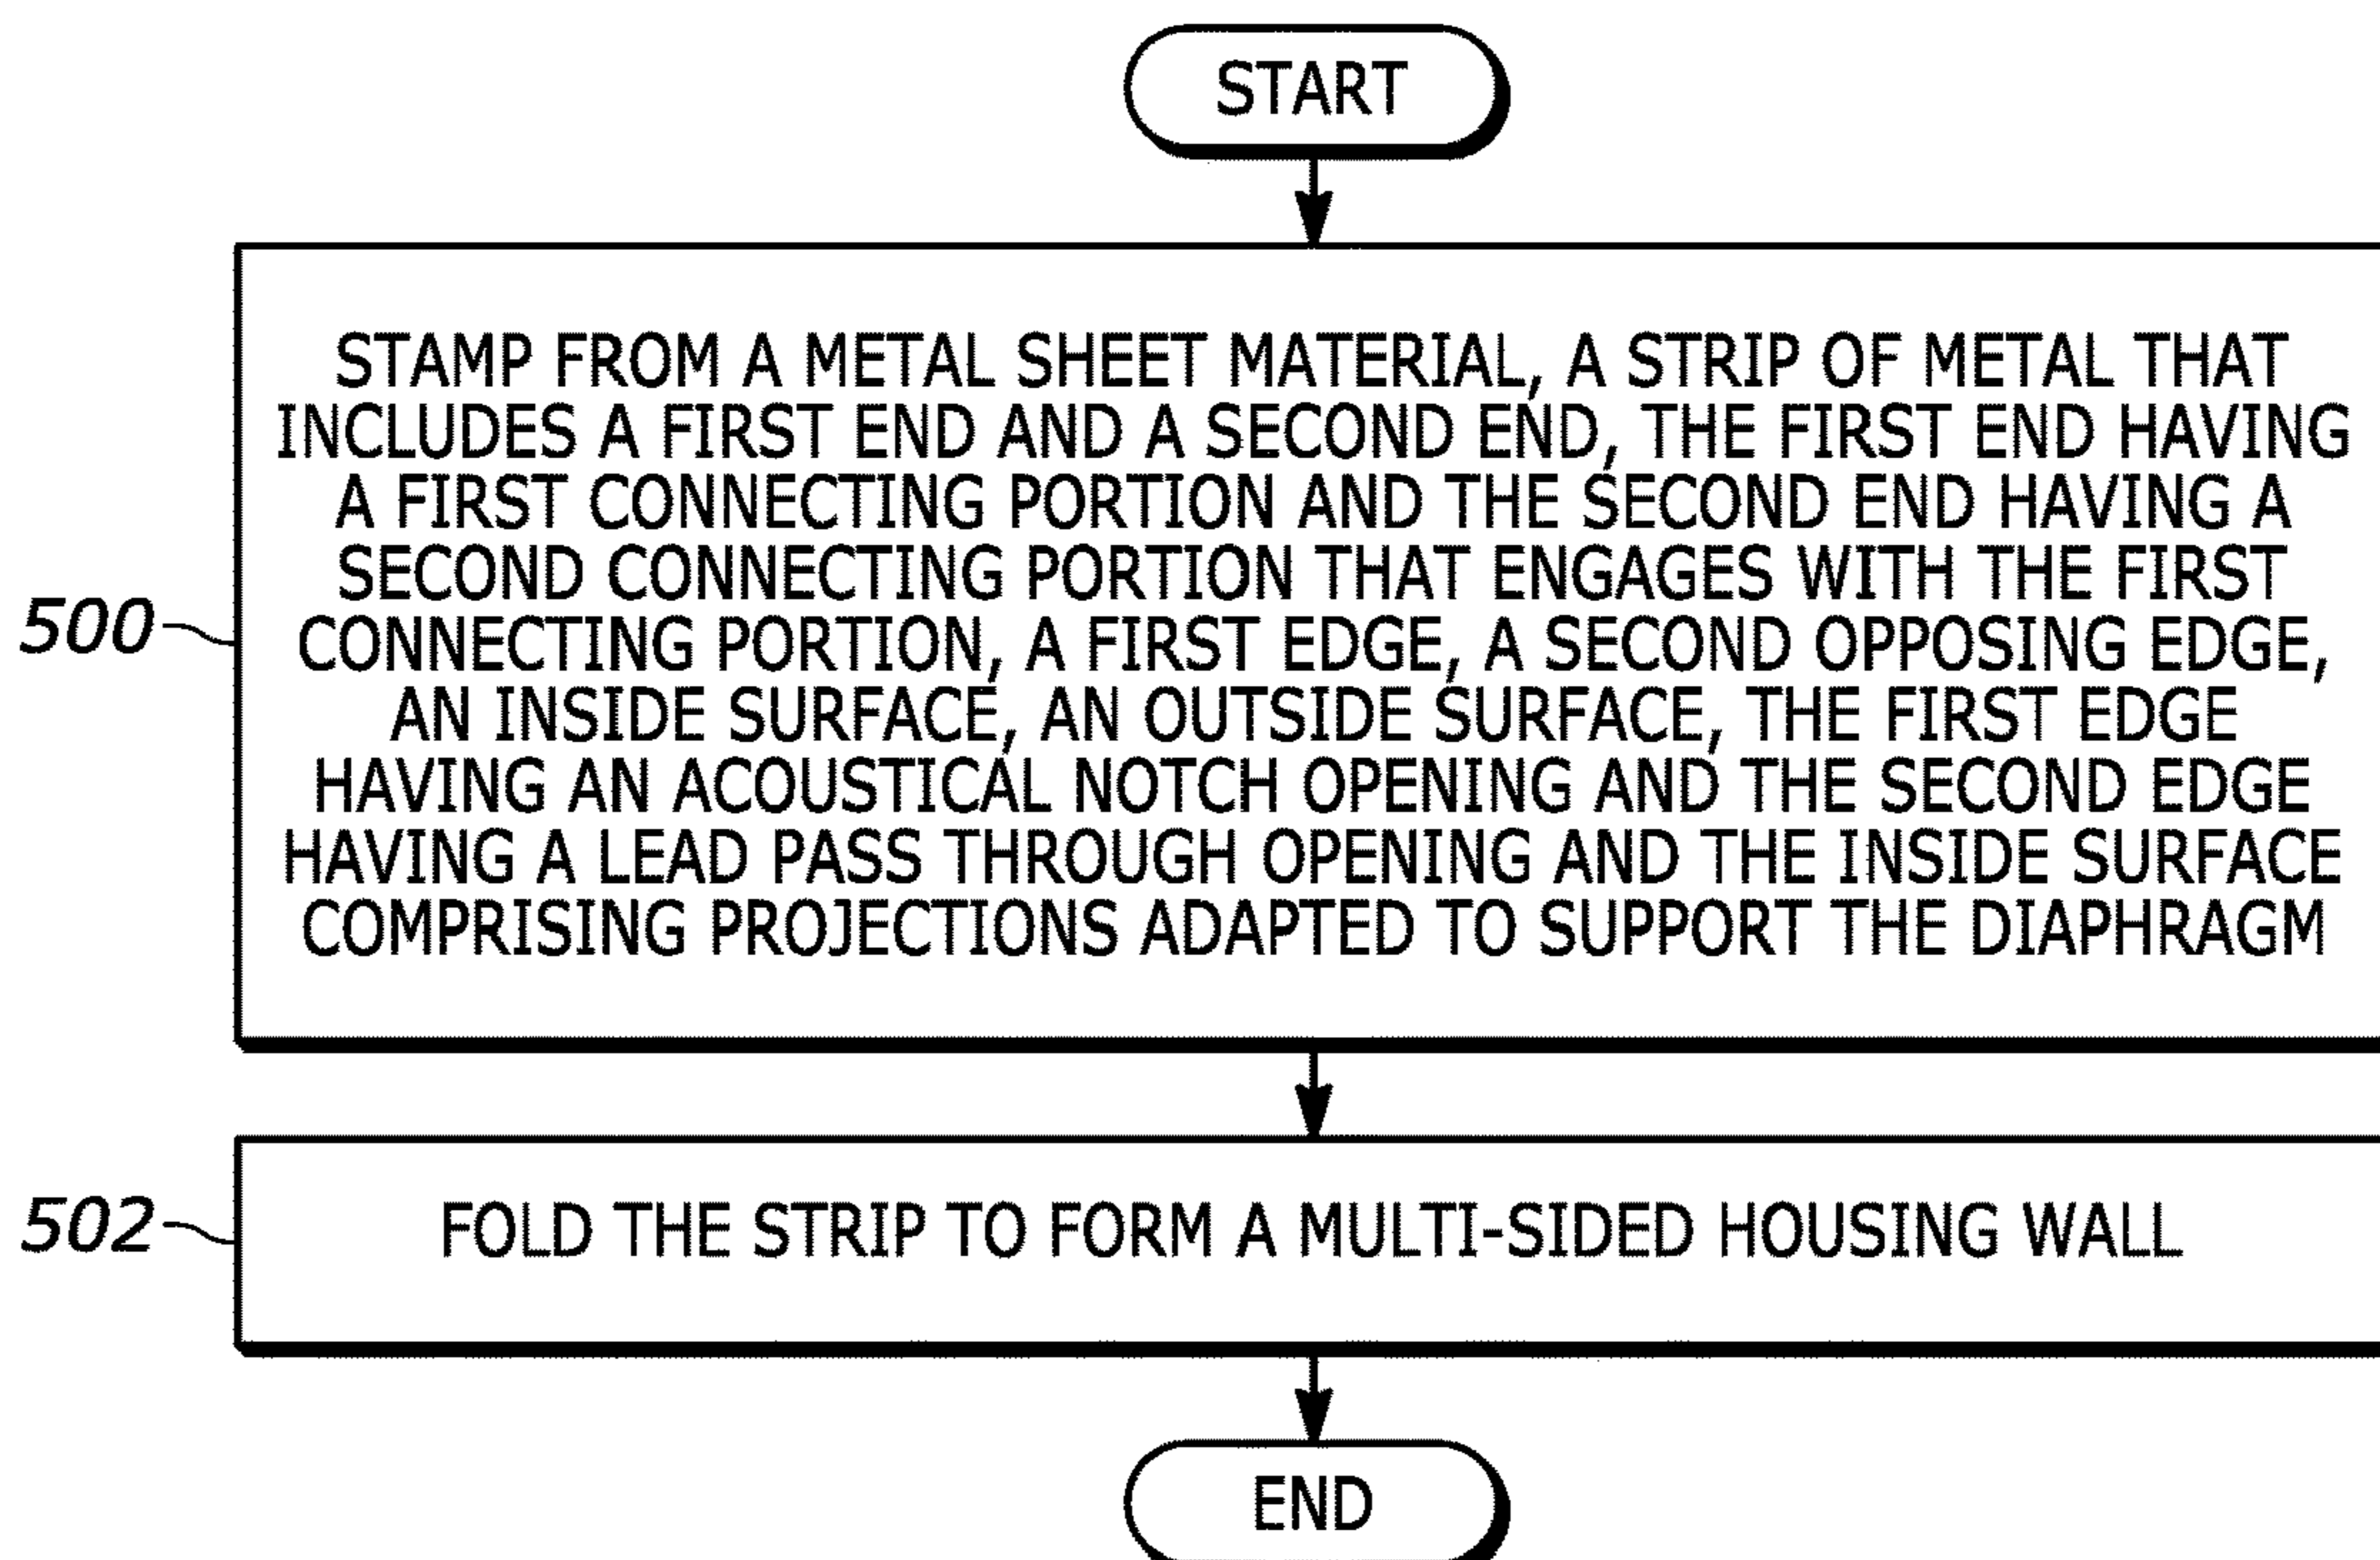 START
STAMP FROM A METAL SHEET MATERIAL, A STRIP OF METAL THAT
INCLUDES A FIRST END AND A SECOND END, THE FIRST END HAVING
A FIRST CONNECTING PORTION AND THE SECOND END HAVING A
SECOND CONNECTING PORTION THAT ENGAGES WITH THE FIRST
CONNECTING PORTION, A FIRST EDGE, A SECOND OPPOSING EDGE,
AN INSIDE SURFACE, AN OUTSIDE SURFACE, THE FIRST EDGE
HAVING AN ACOUSTICAL NOTCH OPENING AND THE SECOND EDGE
HAVING A LEAD PASS THROUGH OPENING AND THE INSIDE SURFACE
COMPRISING PROJECTIONS ADAPTED TO SUPPORT THE DIAPHRAGM
500
FOLD THE STRIP TO FORM A MULTI-SIDED HOUSING WALL
502
END